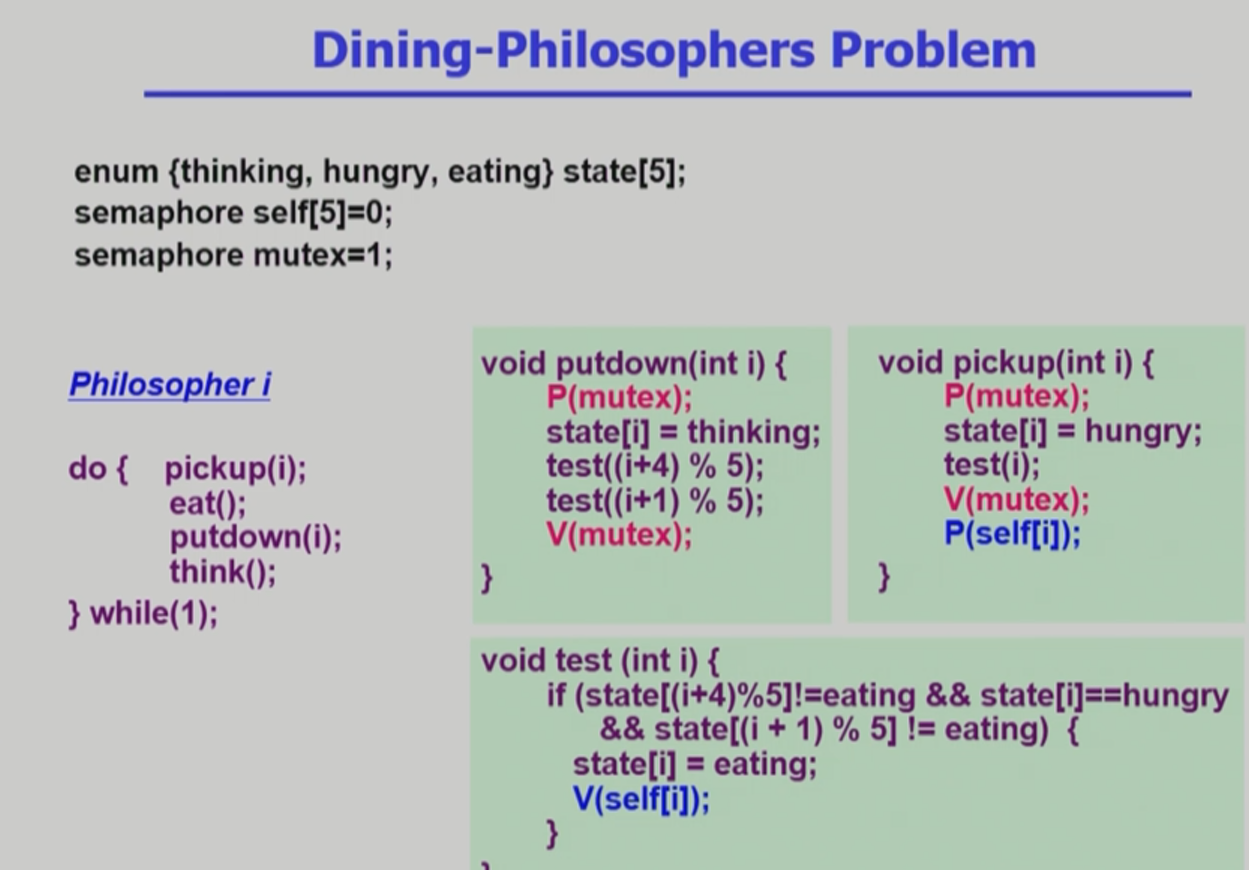 Dining-Philosophers Problem
enum {thinking, hungry, eating} state[5];
semaphore self[5]=0;
semaphore mutex=1;
Philosopher i
do { pickup(i);
eat();
putdown(i);
think();
} while(1);
void putdown(int i) {
P(mutex);
state[i] = thinking;
test((i+4) % 5);
test((i+1) % 5);
V(mutex);
}
void pickup(int i) {
P(mutex);
state[i] = hungry;
test(i);
V(mutex);
P(self[i]);
}
void test (int i) {
if (state[(i+4)%5]!=eating && state[i]==hungry
&& state[(i + 1) % 5] != eating) {
state[i] = eating;
V(self[i]);
}
}